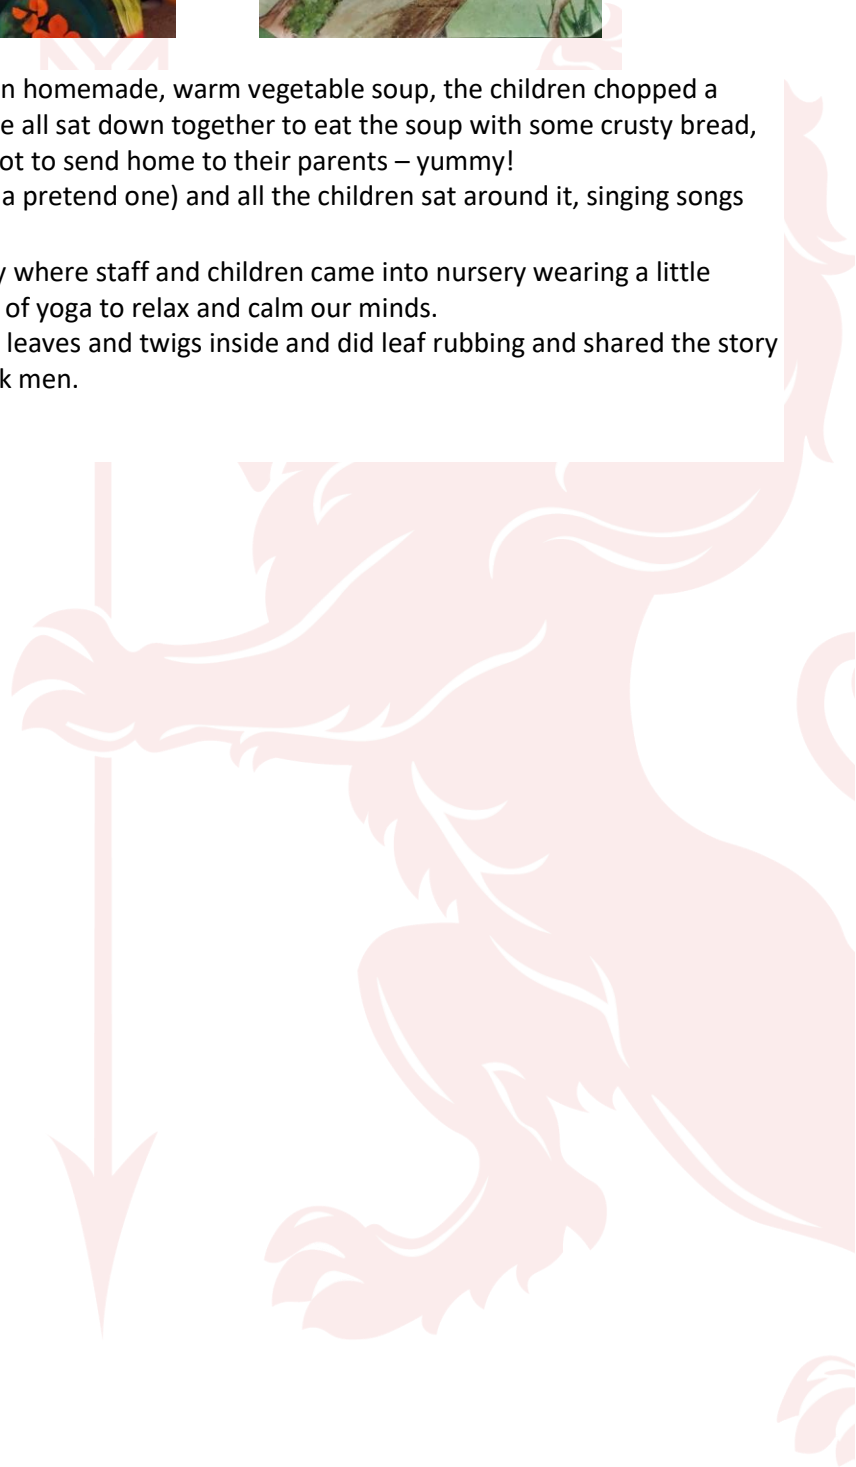 n homemade, warm vegetable soup, the children chopped a
e all sat down together to eat the soup with some crusty bread,
ot to send home to their parents – yummy!
a pretend one) and all the children sat around it, singing songs
y where staff and children came into nursery wearing a little
of yoga to relax and calm our minds.
leaves and twigs inside and did leaf rubbing and shared the story
k men.